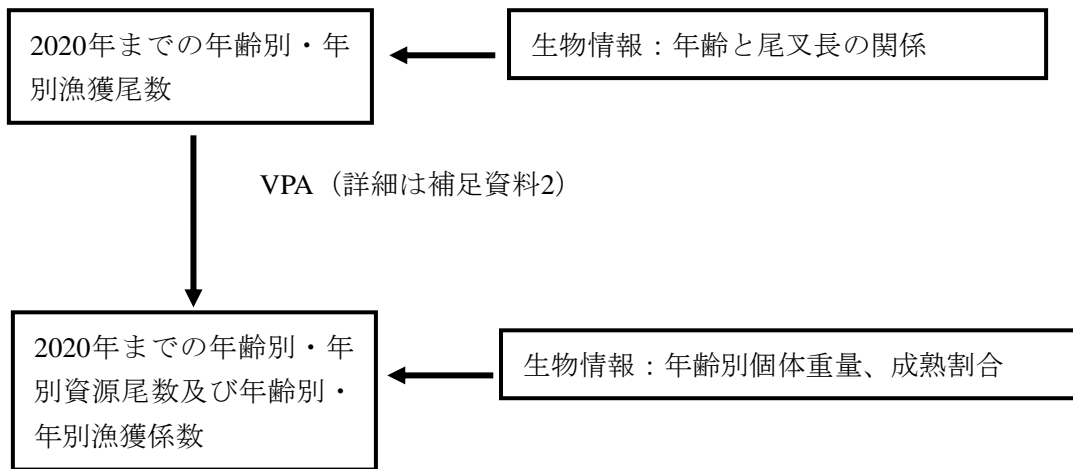 2020年までの年齢別・年
別漁獲尾数
生物情報：年齢と尾叉長の関係
VPA（詳細は補足資料2）
2020年までの年齢別・年
別資源尾数及び年齢別・
年別漁獲係数
生物情報：年齢別個体重量、成熟割合